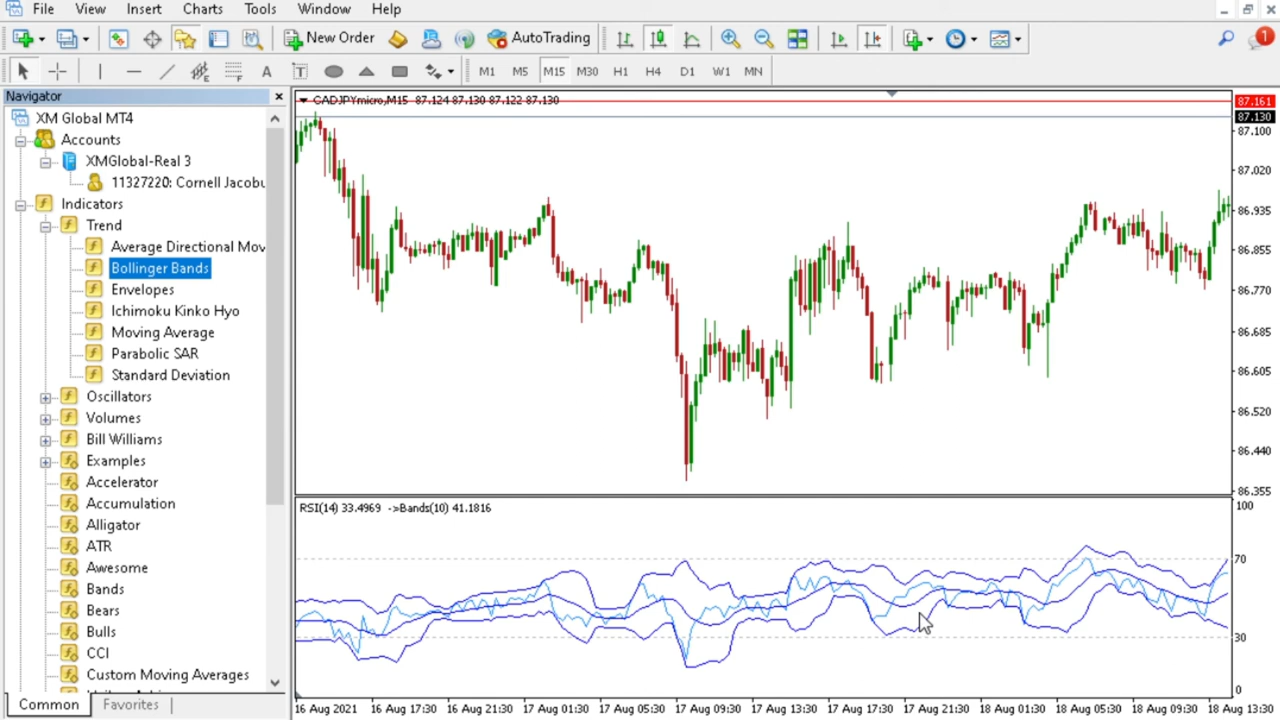 File View Insert Charts Tools Window Help
New Order AutoTrading 1
A T M1 M5 M15 M30 H1 H4 D1 W1 MN
Navigator
XM Global MT4
Accounts
XMGlobal-Real 3
11327220: Cornell Jacobu
Indicators
Trend
Average Directional Mov
Bollinger Bands
Envelopes
Ichimoku Kinko Hyo
Moving Average
Parabolic SAR
Standard Deviation
Oscillators
Volumes
Bill Williams
Examples
Accelerator
Accumulation
Alligator
ATR
Awesome
Bands
Bears
Bulls
CCI
Custom Moving Averages
Common Favorites
CADJPYmicro,M15 87.124 87.130 87.122 87.130
87.161
87.130
87.100
87.020
86.935
86.855
86.770
86.685
86.605
86.520
86.440
86.355
RSI(14) 33.4969 ->Bands(10) 41.1816
100
70
30
0
16 Aug 2021 16 Aug 17:30 16 Aug 21:30 17 Aug 01:30 17 Aug 05:30 17 Aug 09:30 17 Aug 13:30 17 Aug 17:30 17 Aug 21:30 18 Aug 01:30 18 Aug 05:30 18 Aug 09:30 18 Aug 13:30